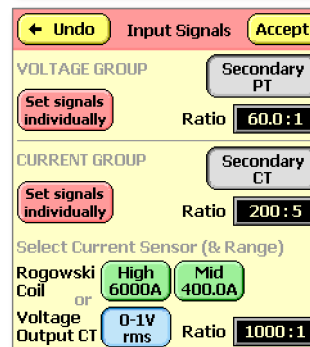 ← Undo Input Signals Accept
VOLTAGE GROUP Secondary PT
Set signals individually Ratio 60.0:1
CURRENT GROUP Secondary CT
Set signals individually Ratio 200:5
Select Current Sensor (& Range)
Rogowski Coil High 6000A Mid 400.0A
or
Voltage Output CT 0-1V rms Ratio 1000:1